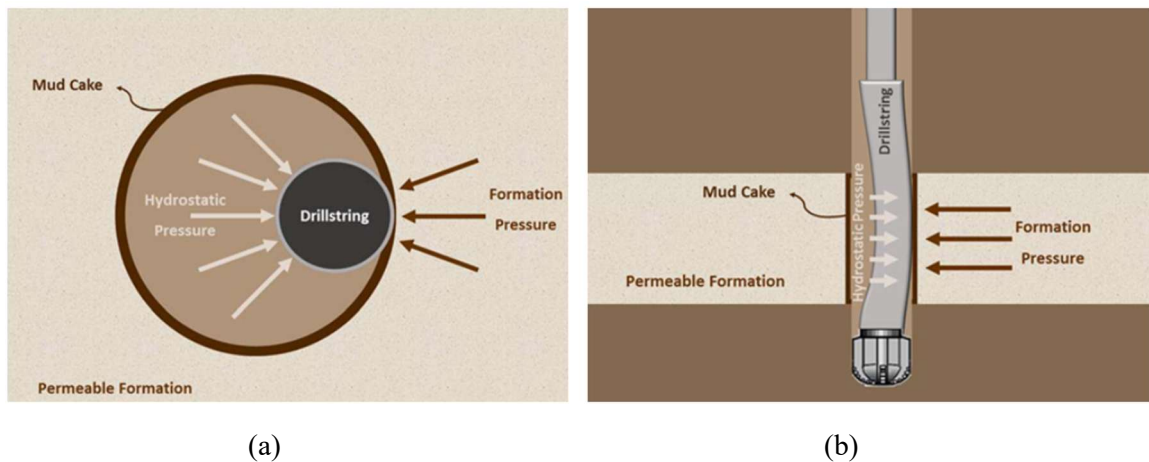 Mud Cake
Hydrostatic
Pressure
Drillstring
Formation
Pressure
Permeable Formation
(a)
Drillstring
Mud Cake
Hydrostatic Pressure
Formation
Pressure
Permeable Formation
(b)